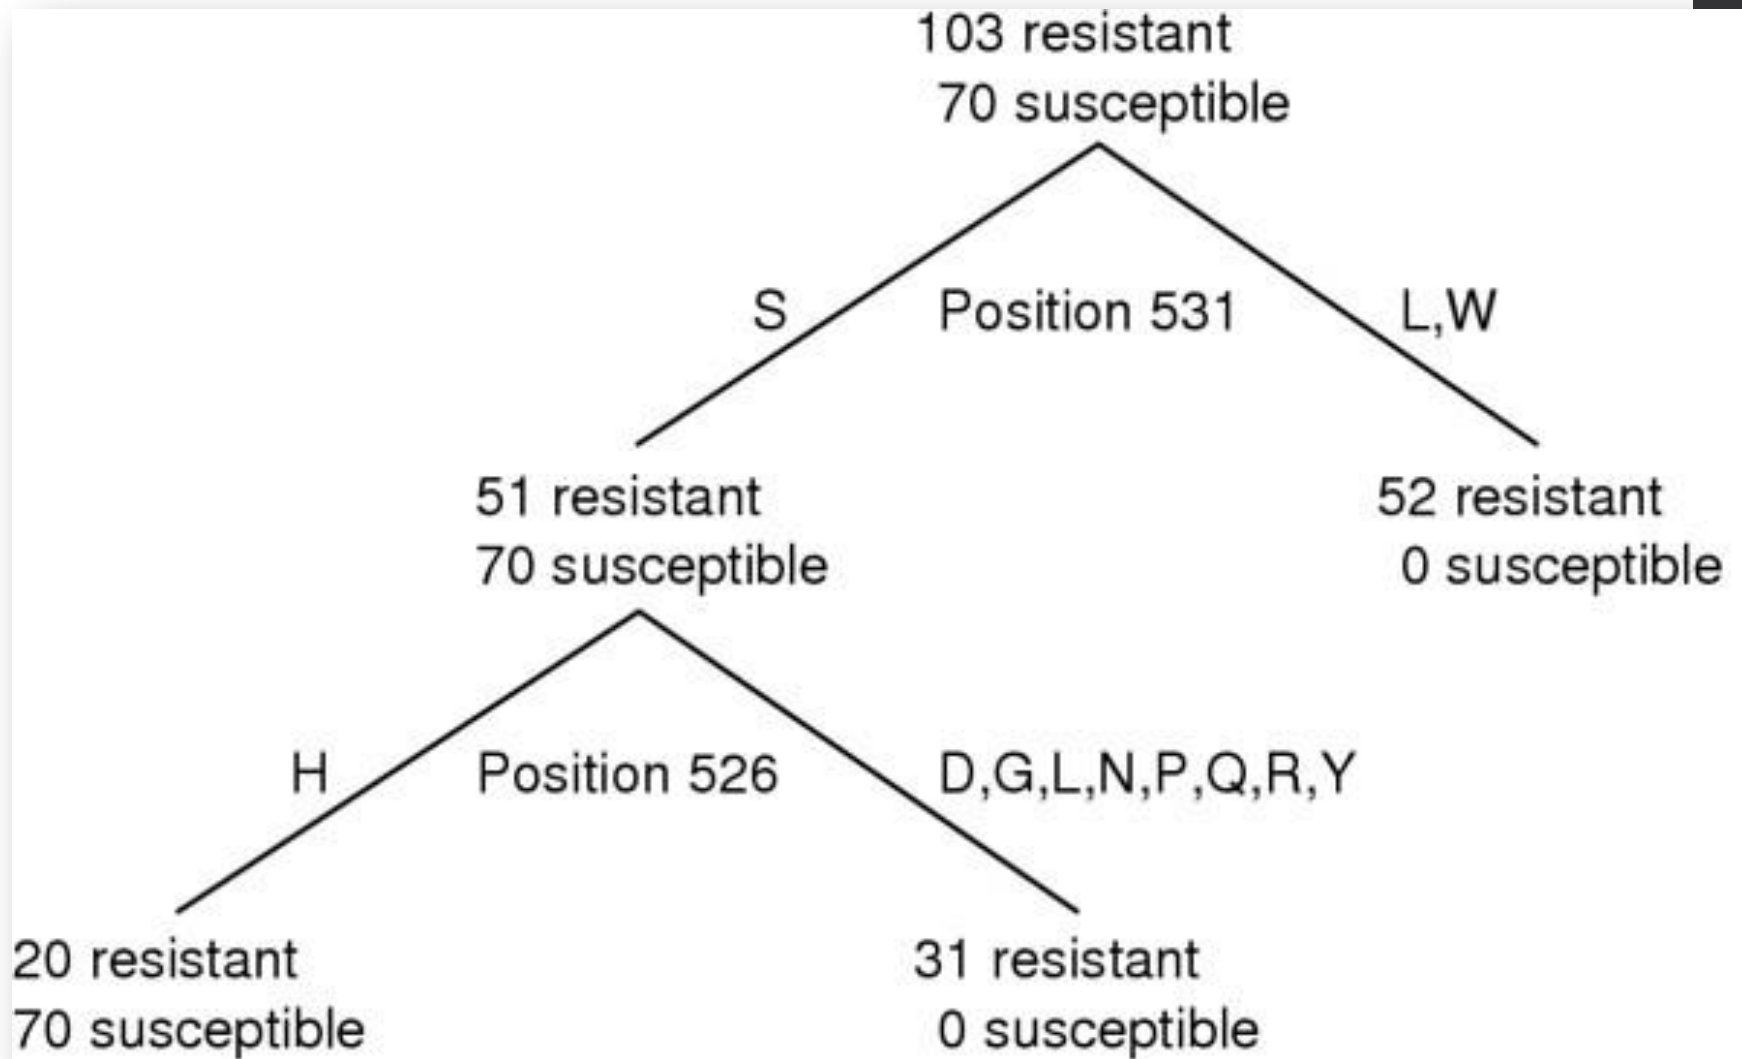 103 resistant
70 susceptible
S
Position 531
L,W
51 resistant
70 susceptible
52 resistant
0 susceptible
H
Position 526
D,G,L,N,P,Q,R,Y
20 resistant
70 susceptible
31 resistant
0 susceptible